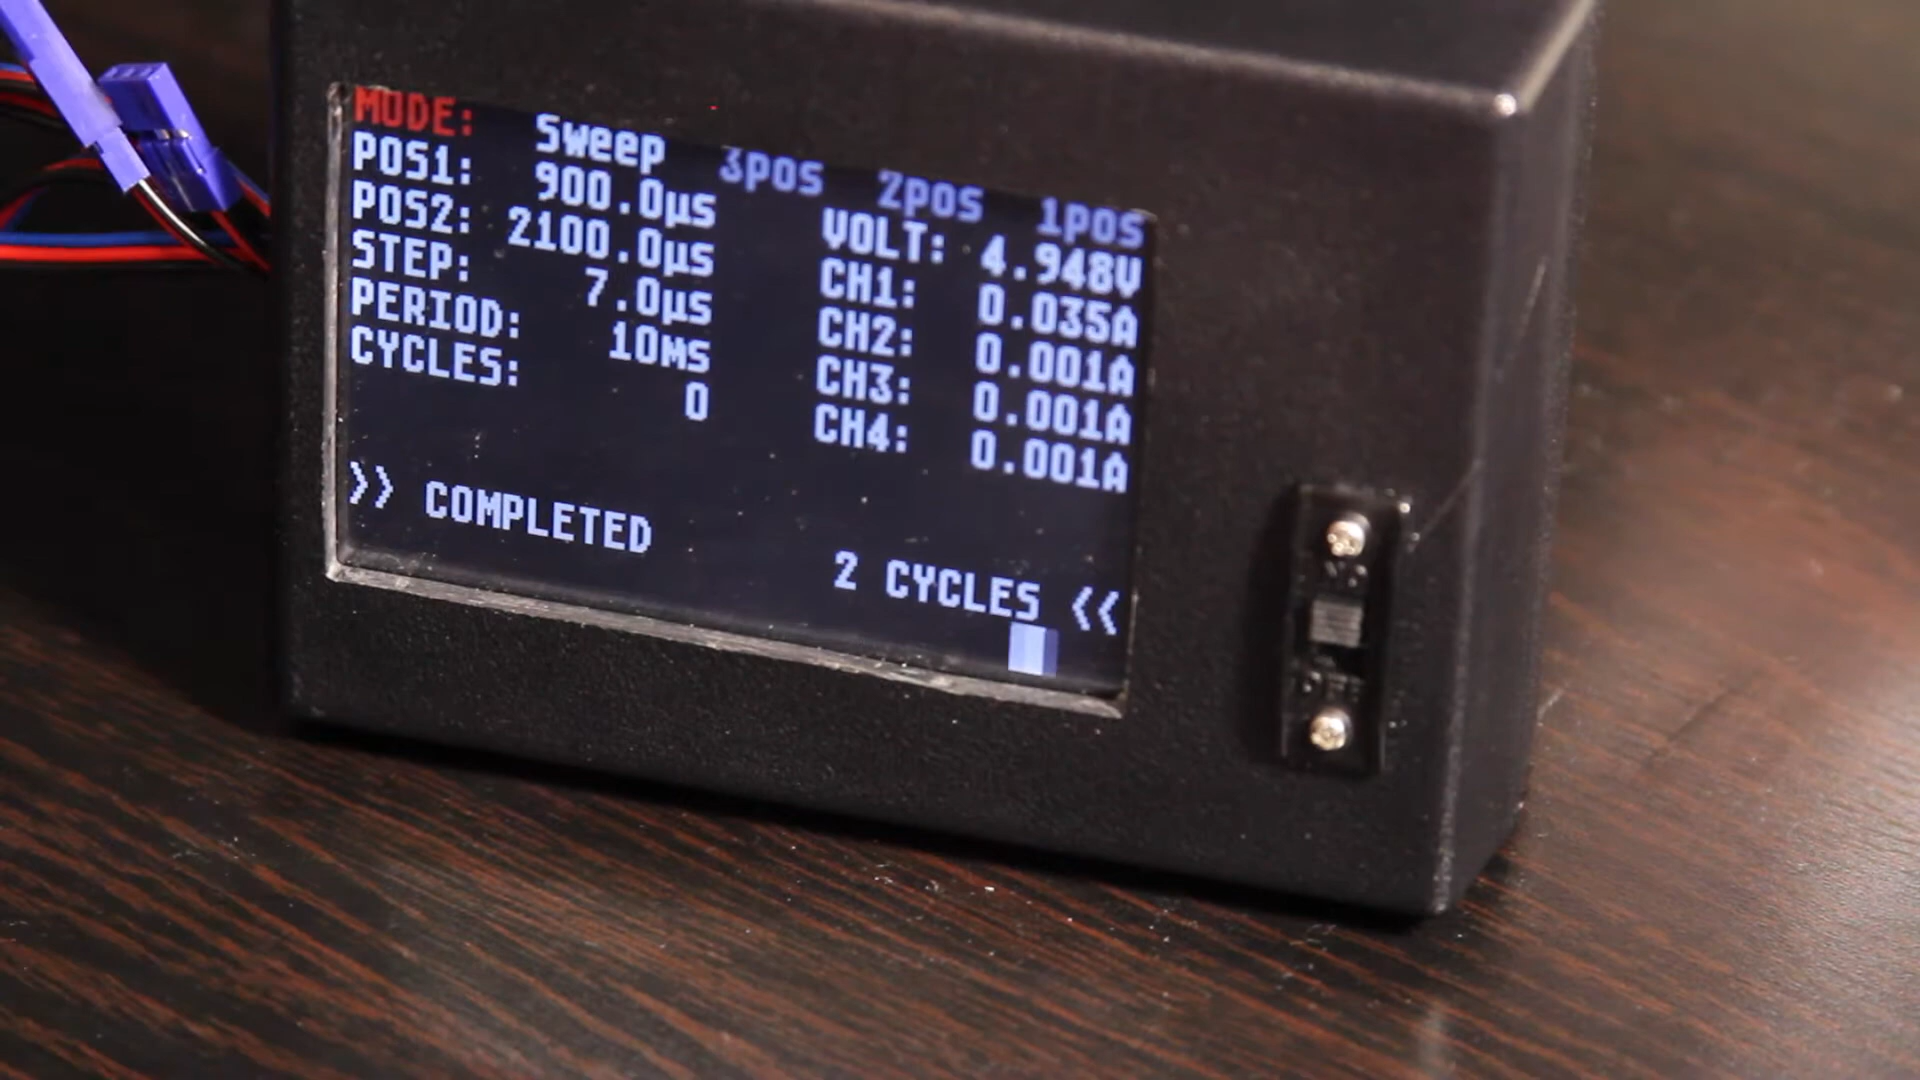 MODE: Sweep 3pos 2pos 1pos
POS1: 900.0µs VOLT: 4.948V
POS2: 2100.0µs CH1: 0.035A
STEP: 7.0µs CH2: 0.001A
PERIOD: 10ms CH3: 0.001A
CYCLES: 0 CH4: 0.001A
>> COMPLETED 2 CYCLES <<